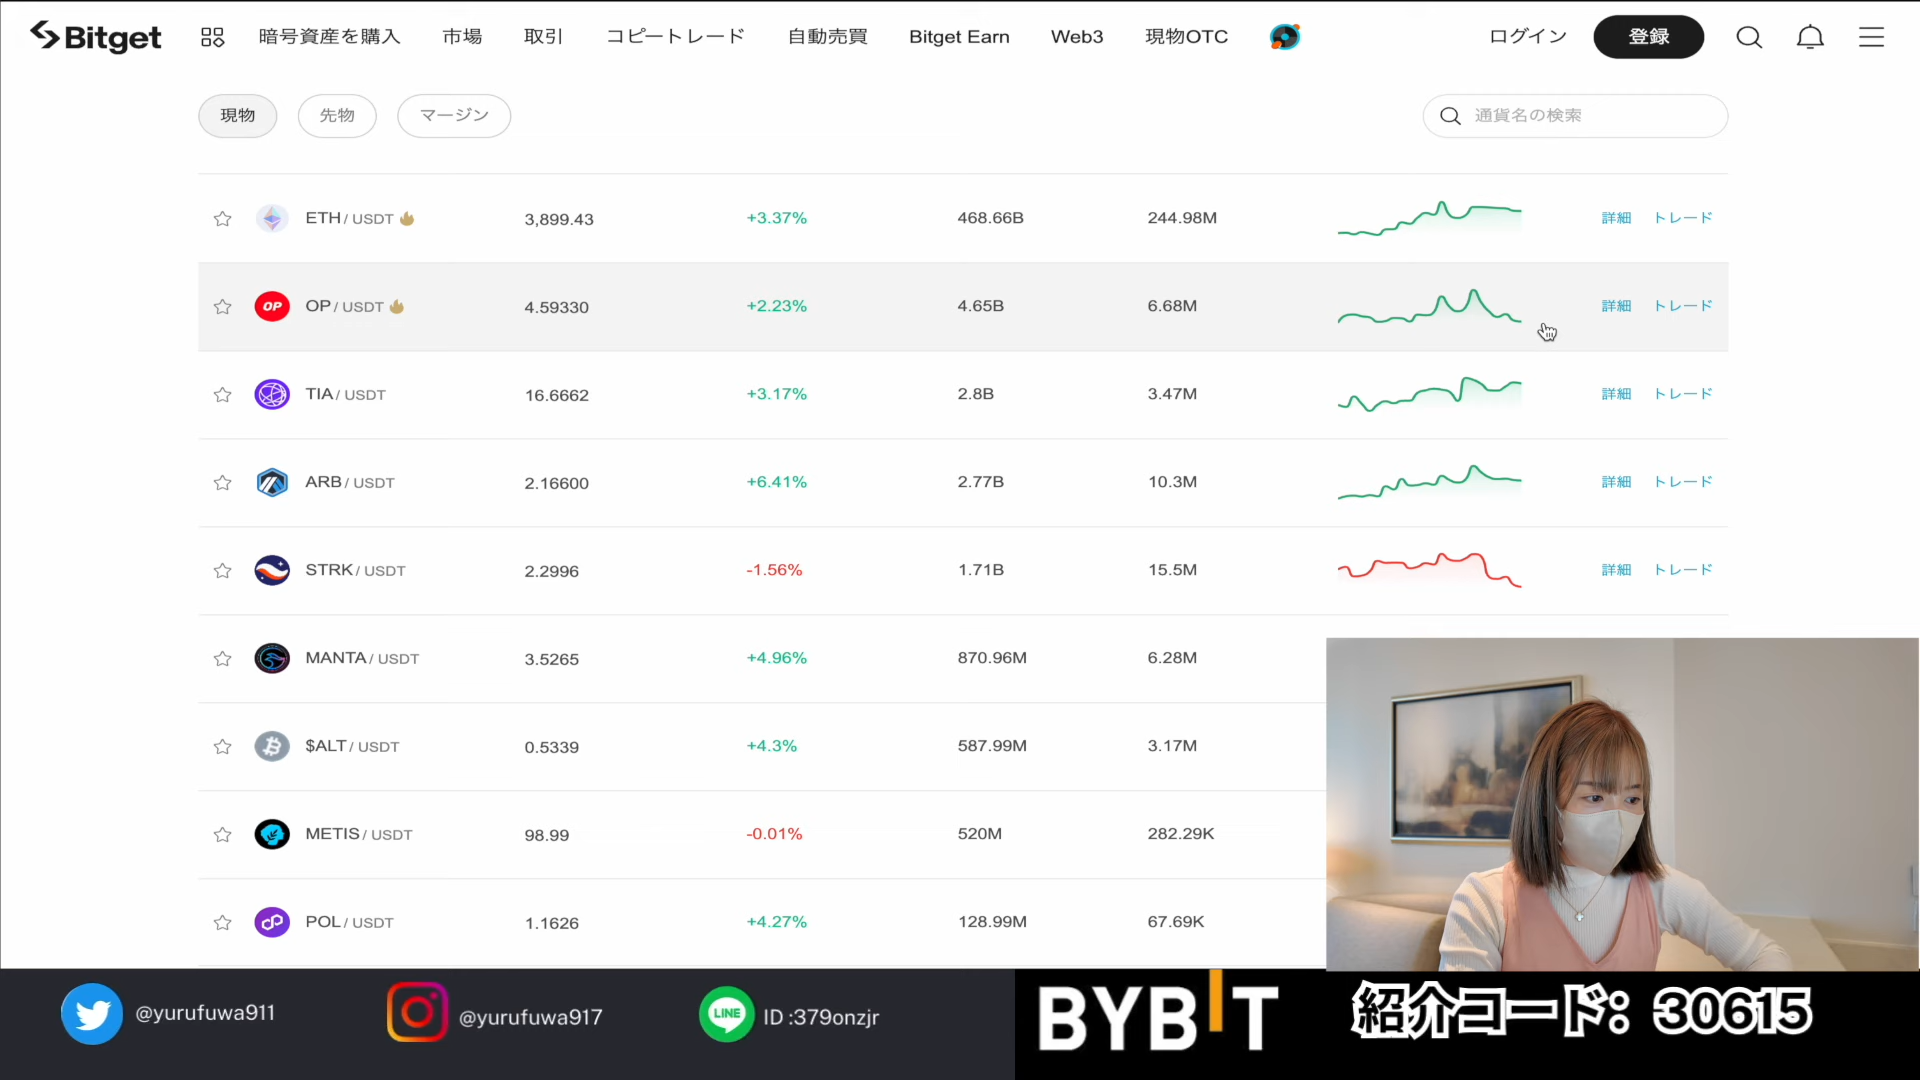 Bitget 暗号資産を購入 市場 取引 コピートレード 自動売買 Bitget Earn Web3 現物OTC ログイン 登録
現物 先物 マージン 通貨名の検索
ETH / USDT 3,899.43 +3.37% 468.66B 244.98M 詳細 トレード
OP OP / USDT 4.59330 +2.23% 4.65B 6.68M 詳細 トレード
TIA / USDT 16.6662 +3.17% 2.8B 3.47M 詳細 トレード
ARB / USDT 2.16600 +6.41% 2.77B 10.3M 詳細 トレード
STRK / USDT 2.2996 -1.56% 1.71B 15.5M 詳細 トレード
MANTA / USDT 3.5265 +4.96% 870.96M 6.28M
$ALT / USDT 0.5339 +4.3% 587.99M 3.17M
METIS / USDT 98.99 -0.01% 520M 282.29K
POL / USDT 1.1626 +4.27% 128.99M 67.69K
@yurufuwa911 @yurufuwa917 LINE ID :379onzjr BYBIT 紹介コード: 30615